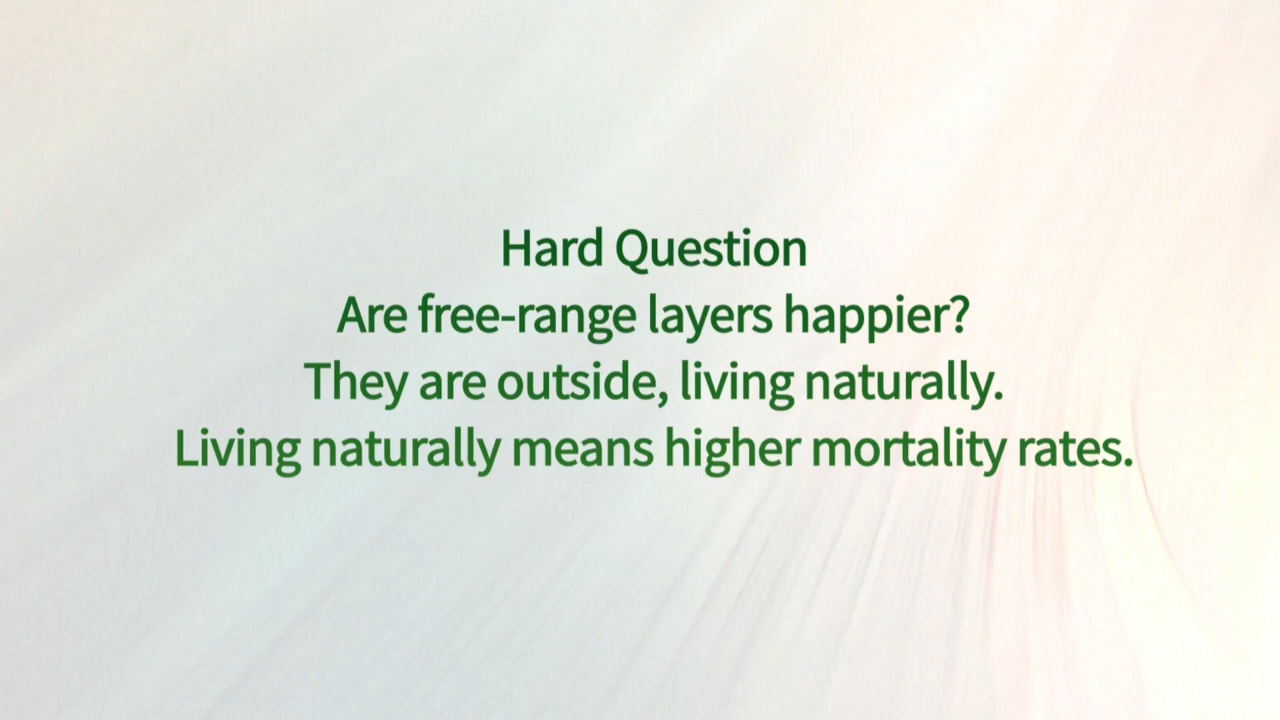 Hard Question
Are free-range layers happier?
They are outside, living naturally.
Living naturally means higher mortality rates.